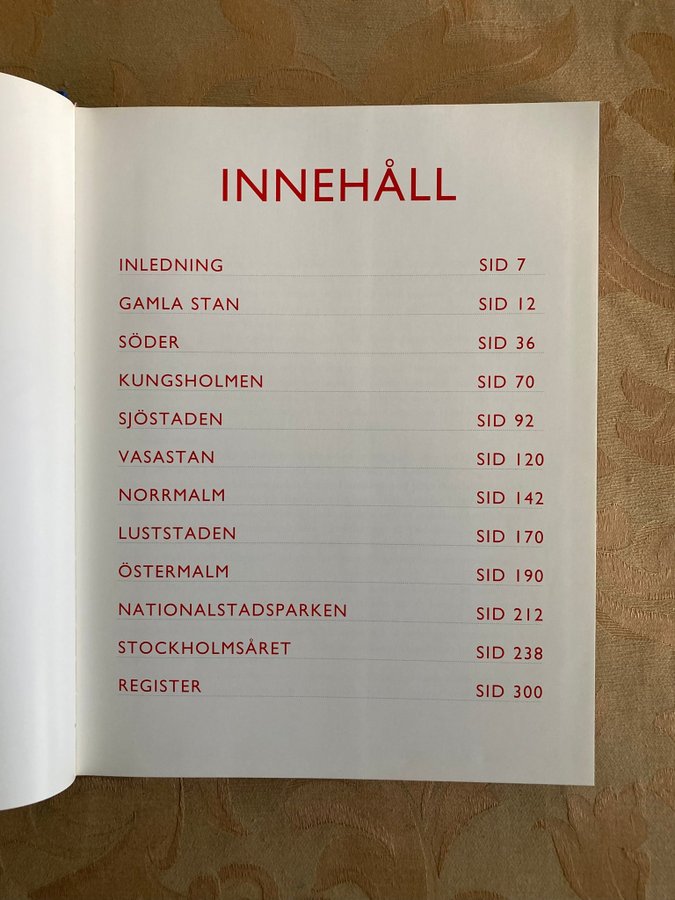 INNEHÅLL
INLEDNING SID 7
GAMLA STAN SID 12
SÖDER SID 36
KUNGSHOLMEN SID 70
SJÖSTADEN SID 92
VASASTAN SID 120
NORRMALM SID 142
LUSTSTADEN SID 170
ÖSTERMALM SID 190
NATIONALSTADSPARKEN SID 212
STOCKHOLMSÅRET SID 238
REGISTER SID 300